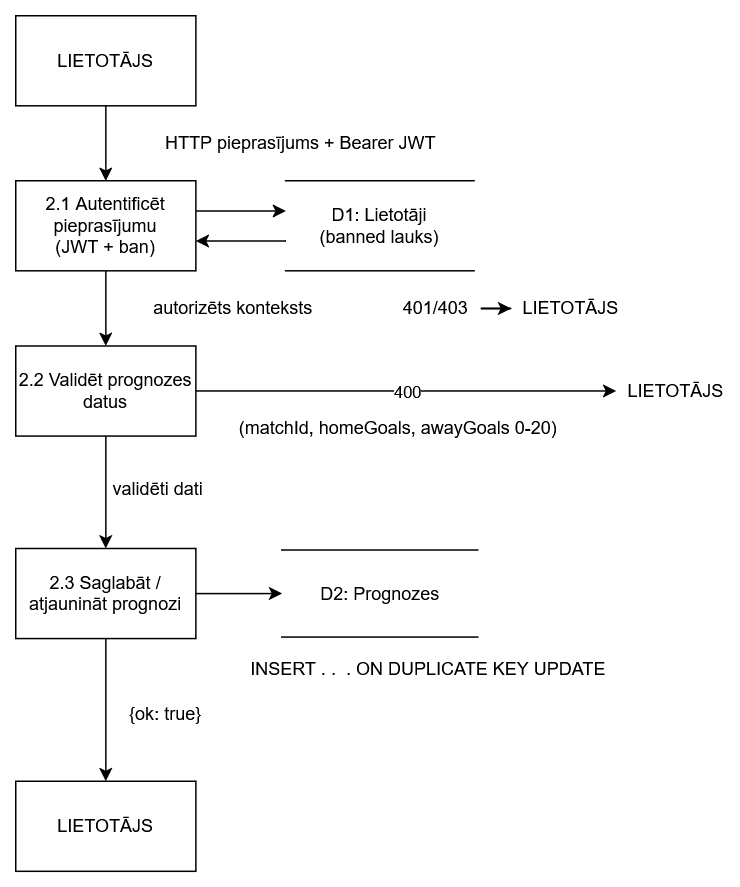 LIETOTĀJS
HTTP pieprasījums + Bearer JWT
2.1 Autentificēt
pieprasījumu
(JWT + ban)
D1: Lietotāji
(banned lauks)
autorizēts konteksts
401/403
LIETOTĀJS
2.2 Validēt prognozes
datus
400
LIETOTĀJS
(matchId, homeGoals, awayGoals 0-20)
validēti dati
2.3 Saglabāt /
atjaunināt prognozi
D2: Prognozes
INSERT . . . ON DUPLICATE KEY UPDATE
{ok: true}
LIETOTĀJS